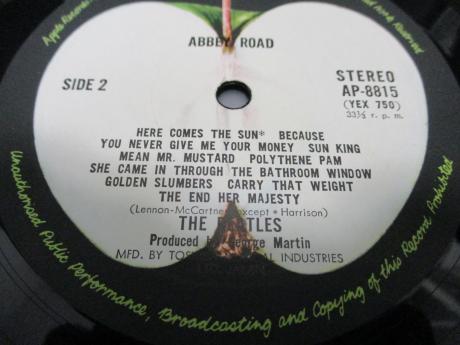 ABBEY ROAD
SIDE 2
STEREO
AP-8815
(YEX 750)
33⅓ r. p. m.
HERE COMES THE SUN* BECAUSE
YOU NEVER GIVE ME YOUR MONEY SUN KING
MEAN MR. MUSTARD POLYTHENE PAM
SHE CAME IN THROUGH THE BATHROOM WINDOW
GOLDEN SLUMBERS CARRY THAT WEIGHT
THE END HER MAJESTY
(Lennon-McCartney except * Harrison)
THE BEATLES
Produced by George Martin
MFD. BY INDUSTRIES
Apple Records
Reserved
Unauthorised Public Performance, Broadcasting and Copying of this Record Prohibited